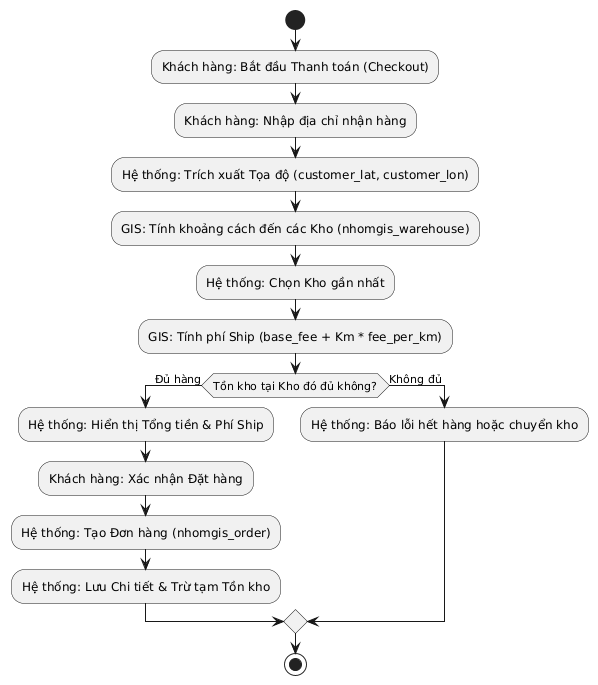 Khách hàng: Bắt đầu Thanh toán (Checkout)
Khách hàng: Nhập địa chỉ nhận hàng
Hệ thống: Trích xuất Tọa độ (customer_lat, customer_lon)
GIS: Tính khoảng cách đến các Kho (nhomgis_warehouse)
Hệ thống: Chọn Kho gần nhất
GIS: Tính phí Ship (base_fee + Km * fee_per_km)
Tồn kho tại Kho đó đủ không?
Đủ hàng
Không đủ
Hệ thống: Hiển thị Tổng tiền & Phí Ship
Hệ thống: Báo lỗi hết hàng hoặc chuyển kho
Khách hàng: Xác nhận Đặt hàng
Hệ thống: Tạo Đơn hàng (nhomgis_order)
Hệ thống: Lưu Chi tiết & Trừ tạm Tồn kho